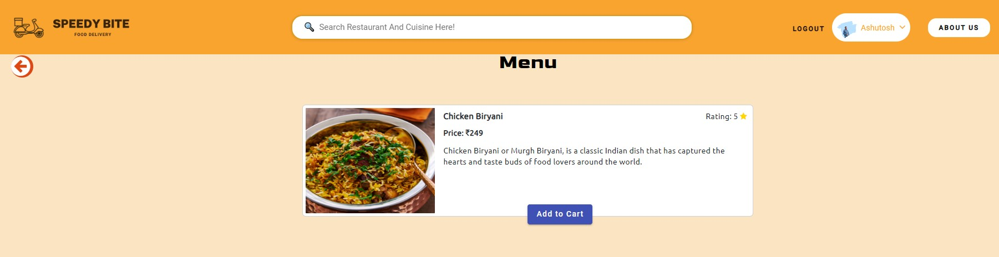 SPEEDY BITE
FOOD DELIVERY
Search Restaurant And Cuisine Here!
LOGOUT
Ashutosh
ABOUT US
Menu
Chicken Biryani
Rating: 5
Price: ₹249
Chicken Biryani or Murgh Biryani, is a classic Indian dish that has captured the
hearts and taste buds of food lovers around the world.
Add to Cart